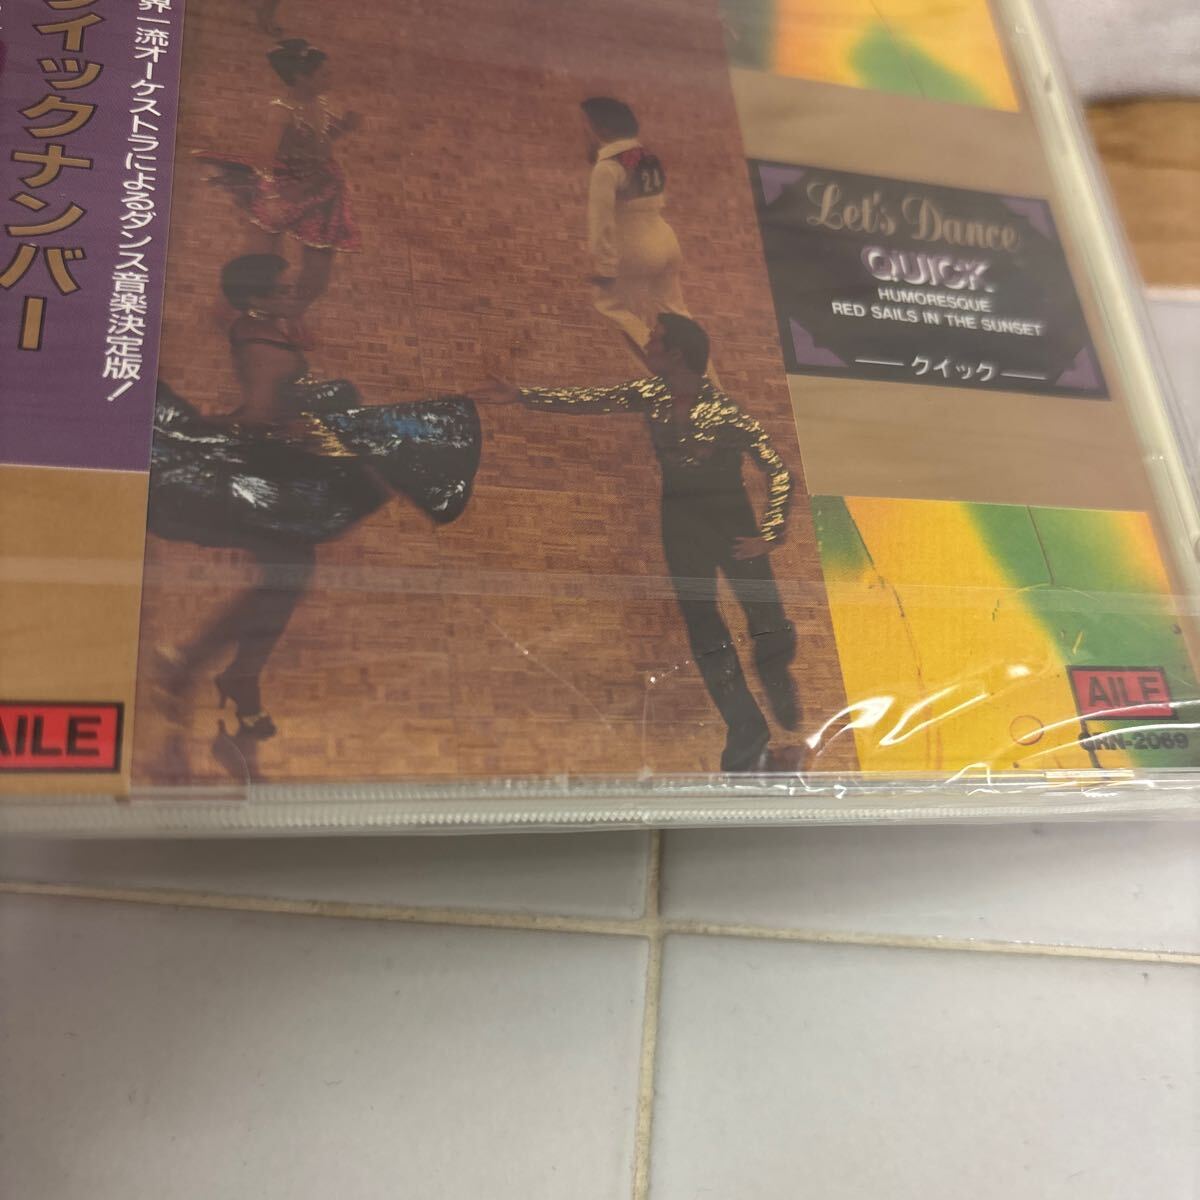 イックナンバー
界一流オーケストラによるダンス音楽決定版!
24
Let's Dance
QUICK
HUMORESQUE
RED SAILS IN THE SUNSET
クイック
AILE
AILE
GRN-2069